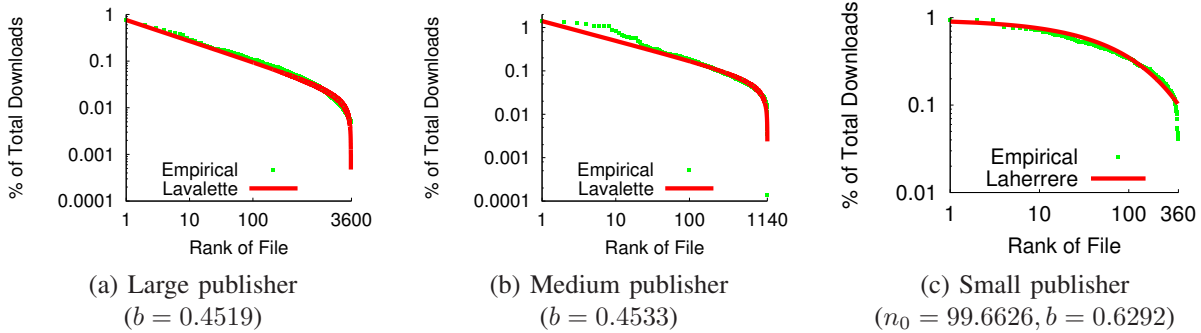 % of Total Downloads
1
0.1
0.01
0.001
0.0001
Empirical
Lavalette
1 100 3600
Rank of File
(a) Large publisher
(b = 0.4519)
% of Total Downloads
1
0.1
0.01
0.001
0.0001
Empirical
Lavalette
1 10 100 1140
Rank of File
(b) Medium publisher
(b = 0.4533)
% of Total Downloads
1
0.1
0.01
Empirical
Laherrere
1 10 100 360
Rank of File
(c) Small publisher
(n₀ = 99.6626, b = 0.6292)